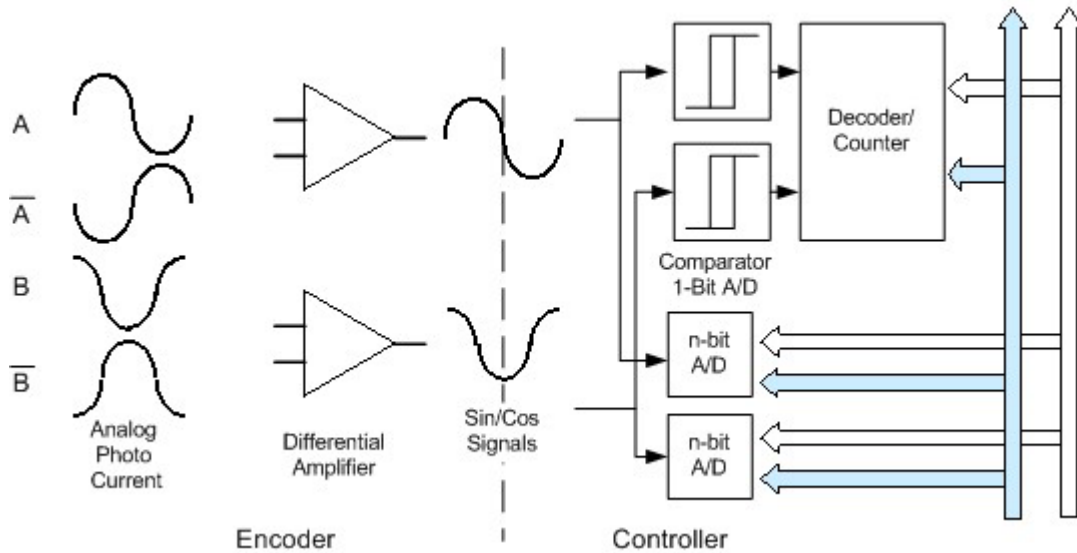 A
A̅
B
B̅
Analog
Photo
Current
Differential
Amplifier
Sin/Cos
Signals
Encoder
Decoder/
Counter
Comparator
1-Bit A/D
n-bit
A/D
n-bit
A/D
Controller